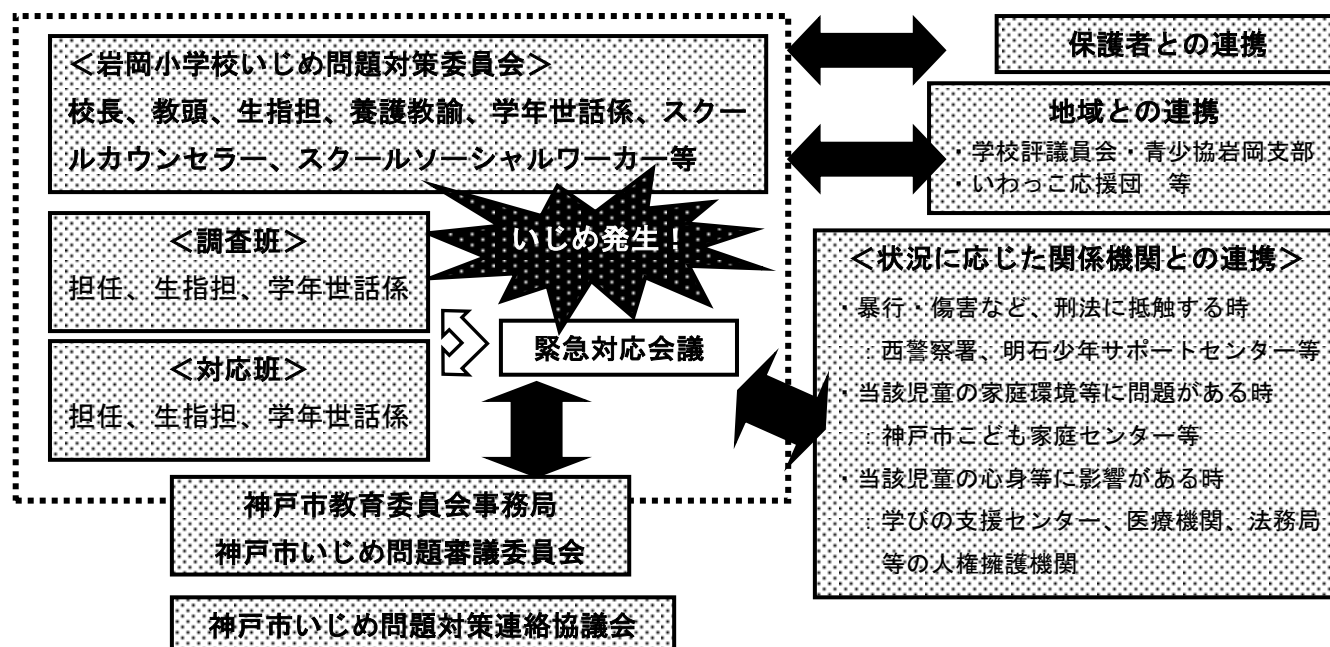 ＜岩岡小学校いじめ問題対策委員会＞
校長、教頭、生指担、養護教諭、学年世話係、スクー
ルカウンセラー、スクールソーシャルワーカー等
いじめ発生！
＜調査班＞
担任、生指担、学年世話係
＜対応班＞
担任、生指担、学年世話係
緊急対応会議
神戸市教育委員会事務局
神戸市いじめ問題審議委員会
神戸市いじめ問題対策連絡協議会
保護者との連携
地域との連携
・学校評議員会・青少協岩岡支部
・いわっこ応援団　等
＜状況に応じた関係機関との連携＞
・暴行・傷害など、刑法に抵触する時
：西警察署、明石少年サポートセンター等
・当該児童の家庭環境等に問題がある時
：神戸市こども家庭センター等
・当該児童の心身等に影響がある時
：学びの支援センター、医療機関、法務局
等の人権擁護機関